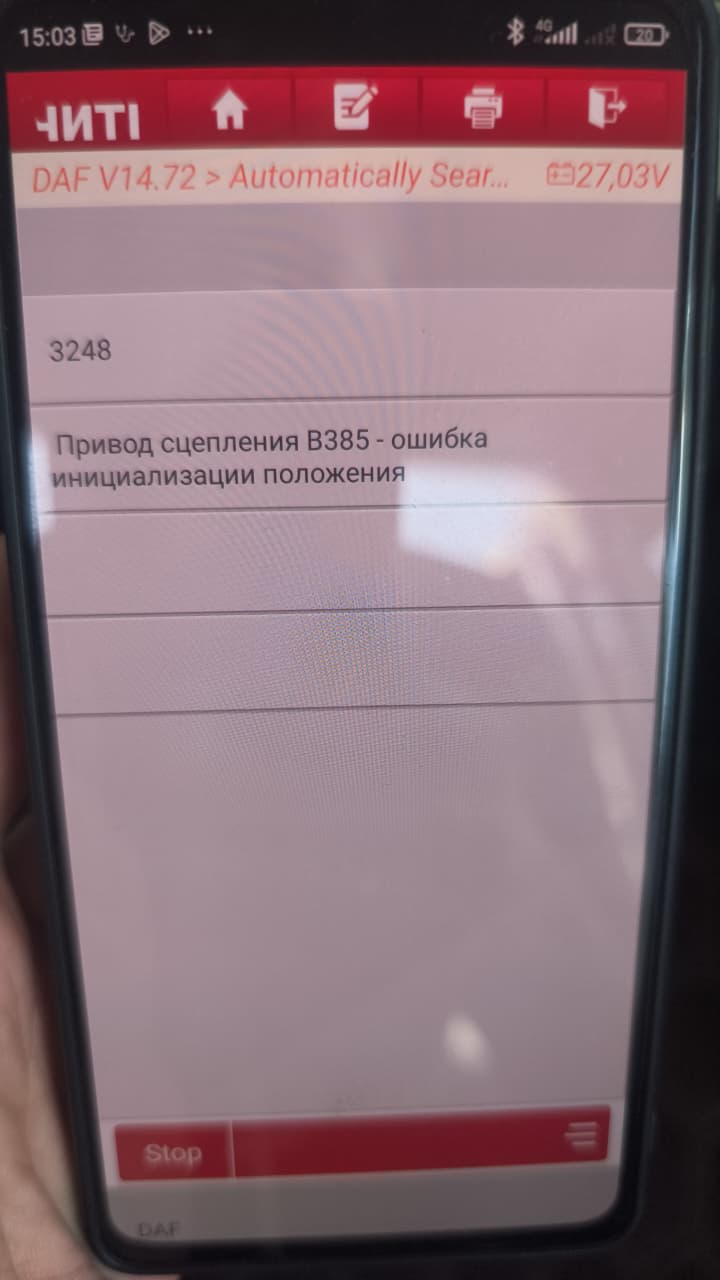 15:03
4G
20
ЧИТІ
DAF V14.72 > Automatically Sear... 27,03V
3248
Привод сцепления B385 - ошибка
инициализации положения
Stop
DAF